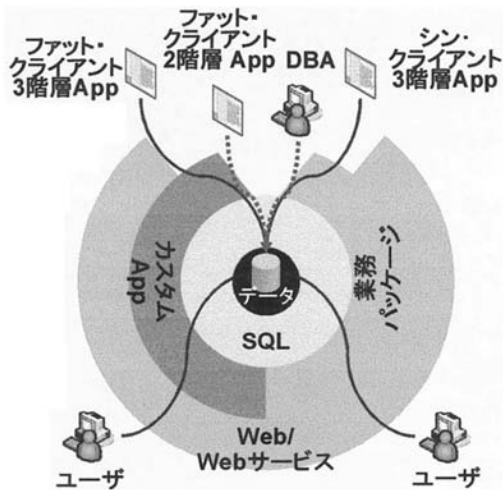 ファット・
クライアント
3階層App
ファット・
クライアント
2階層 App
DBA
シン・
クライアント
3階層App
カスタム
App
業務
パッケージ
データ
SQL
Web/
Webサービス
ユーザ
ユーザ